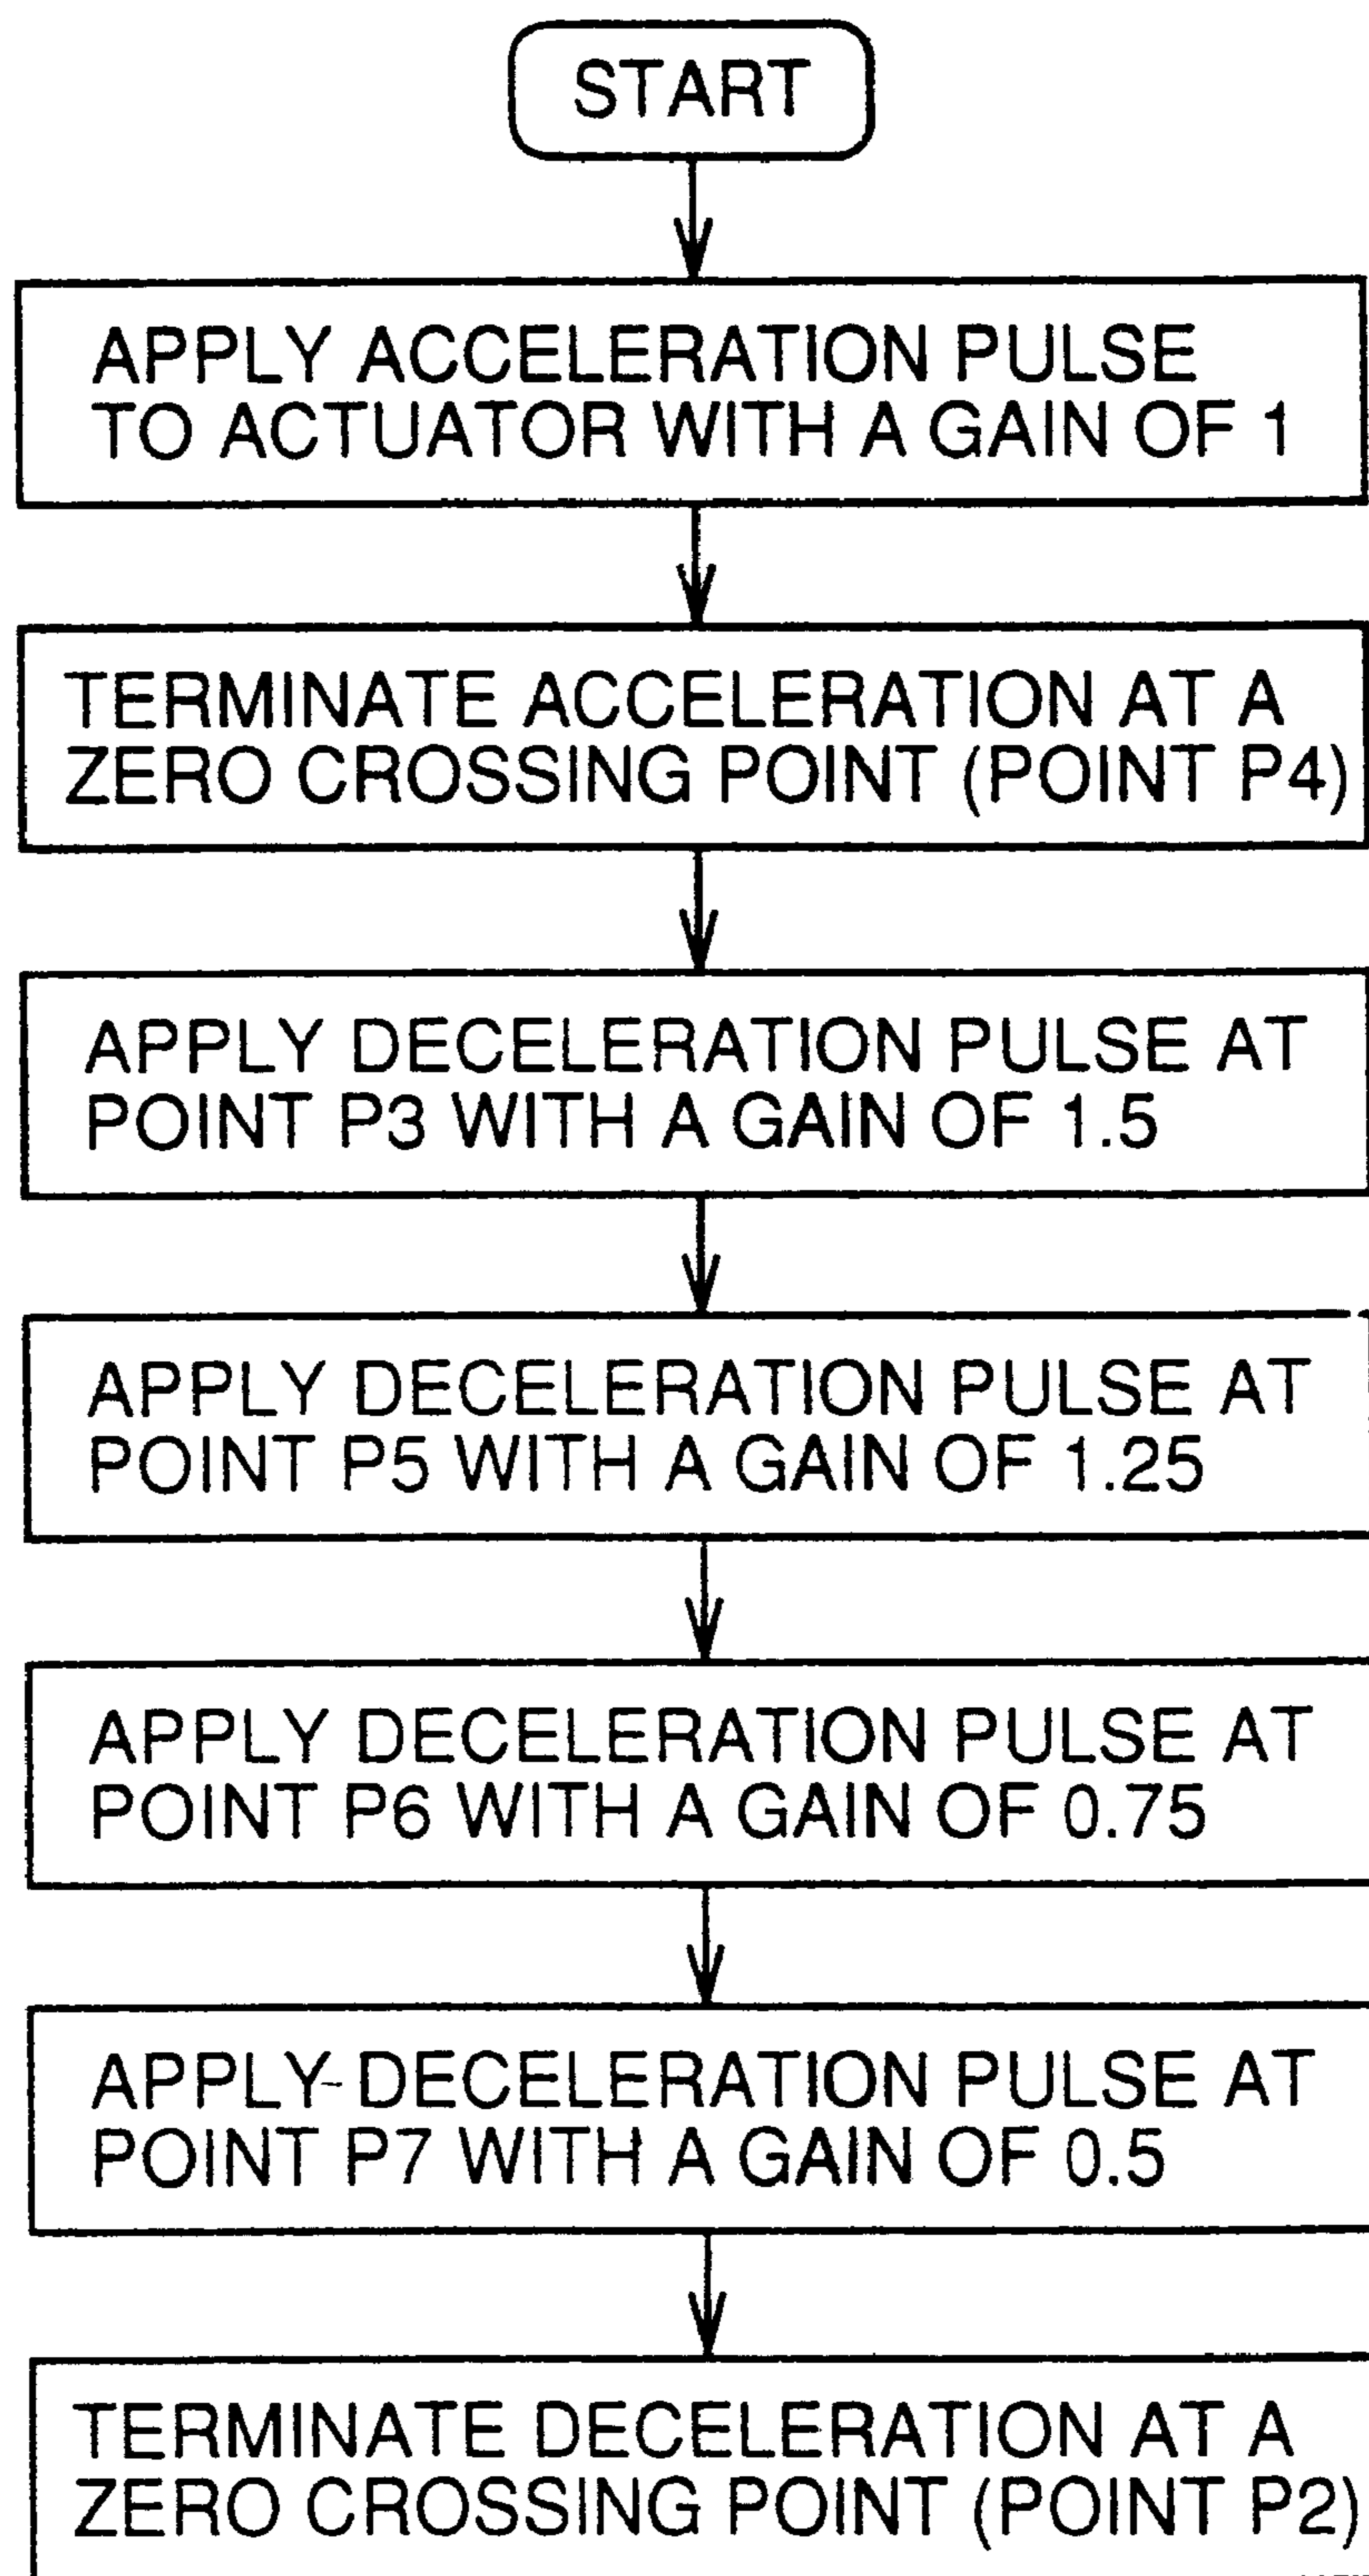 START
APPLY ACCELERATION PULSE
TO ACTUATOR WITH A GAIN OF 1
TERMINATE ACCELERATION AT A
ZERO CROSSING POINT (POINT P4)
APPLY DECELERATION PULSE AT
POINT P3 WITH A GAIN OF 1.5
APPLY DECELERATION PULSE AT
POINT P5 WITH A GAIN OF 1.25
APPLY DECELERATION PULSE AT
POINT P6 WITH A GAIN OF 0.75
APPLY DECELERATION PULSE AT
POINT P7 WITH A GAIN OF 0.5
TERMINATE DECELERATION AT A
ZERO CROSSING POINT (POINT P2)